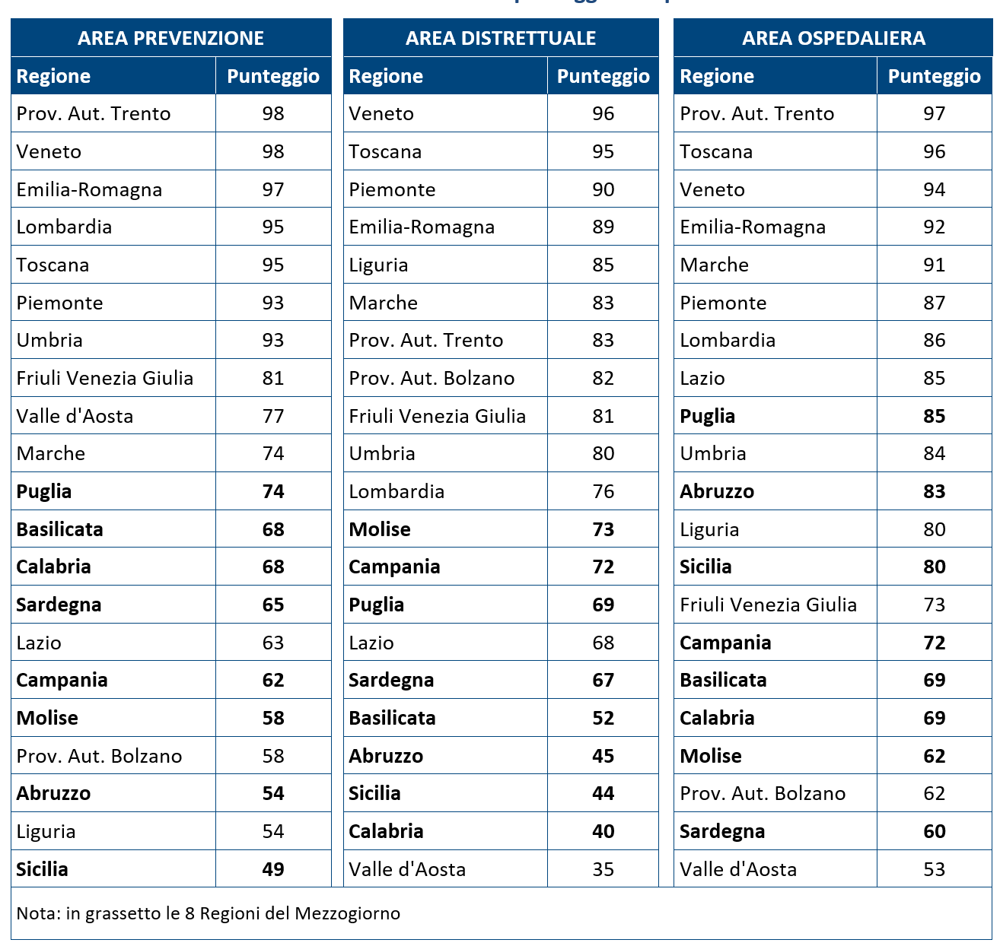 AREA PREVENZIONE AREA DISTRETTUALE AREA OSPEDALIERA
Regione Punteggio Regione Punteggio Regione Punteggio
Prov. Aut. Trento 98 Veneto 96 Prov. Aut. Trento 97
Veneto 98 Toscana 95 Toscana 96
Emilia-Romagna 97 Piemonte 90 Veneto 94
Lombardia 95 Emilia-Romagna 89 Emilia-Romagna 92
Toscana 95 Liguria 85 Marche 91
Piemonte 93 Marche 83 Piemonte 87
Umbria 93 Prov. Aut. Trento 83 Lombardia 86
Friuli Venezia Giulia 81 Prov. Aut. Bolzano 82 Lazio 85
Valle d'Aosta 77 Friuli Venezia Giulia 81 Puglia 85
Marche 74 Umbria 80 Umbria 84
Puglia 74 Lombardia 76 Abruzzo 83
Basilicata 68 Molise 73 Liguria 80
Calabria 68 Campania 72 Sicilia 80
Sardegna 65 Puglia 69 Friuli Venezia Giulia 73
Lazio 63 Lazio 68 Campania 72
Campania 62 Sardegna 67 Basilicata 69
Molise 58 Basilicata 52 Calabria 69
Prov. Aut. Bolzano 58 Abruzzo 45 Molise 62
Abruzzo 54 Sicilia 44 Prov. Aut. Bolzano 62
Liguria 54 Calabria 40 Sardegna 60
Sicilia 49 Valle d'Aosta 35 Valle d'Aosta 53
Nota: in grassetto le 8 Regioni del Mezzogiorno